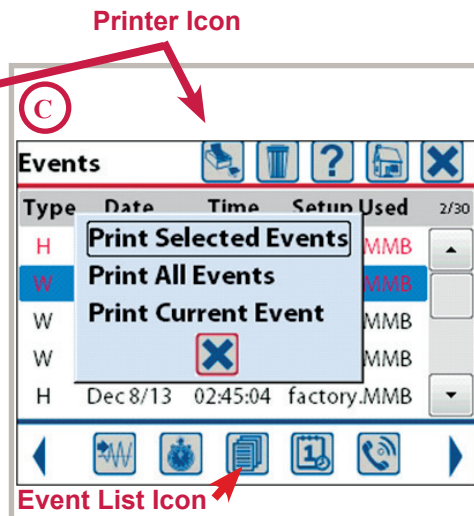 Printer Icon
C
Events
?
Type Date Time Setup Used 2/30
Print Selected Events
Print All Events
Print Current Event
H .MMB
W .MMB
W .MMB
W .MMB
H Dec 8/13 02:45:04 factory.MMB
1
Event List Icon